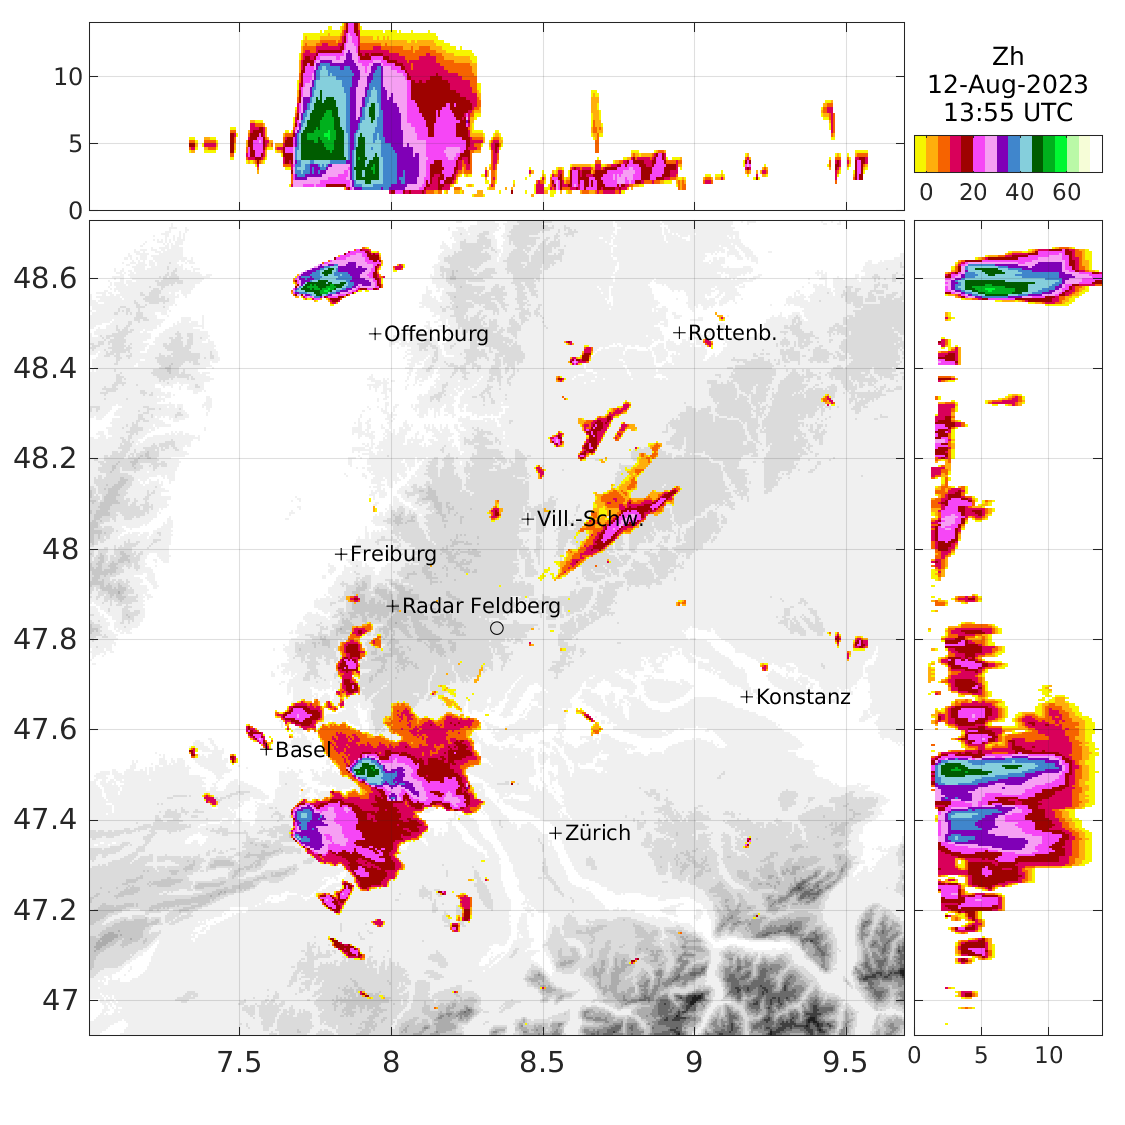 10
5
0
Zh
12-Aug-2023
13:55 UTC
0 20 40 60
48.6
48.4
48.2
48
47.8
47.6
47.4
47.2
47
+Offenburg
+Rottenb.
+Vill.-Schw.
+Freiburg
+Radar Feldberg
+Konstanz
+Basel
+Zürich
7.5 8 8.5 9 9.5
0 5 10